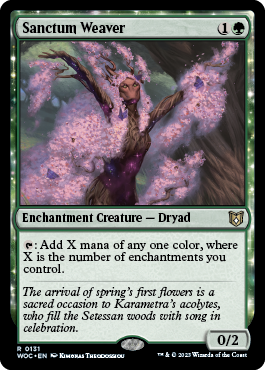 Sanctum Weaver 1
Enchantment Creature — Dryad
: Add X mana of any one color, where
X is the number of enchantments you
control.
The arrival of spring's first flowers is a
sacred occasion to Karametra's acolytes,
who fill the Setessan woods with song in
celebration.
0/2
R 0131
WOC • EN Kimonas Theodossiou
™ & © 2023 Wizards of the Coast